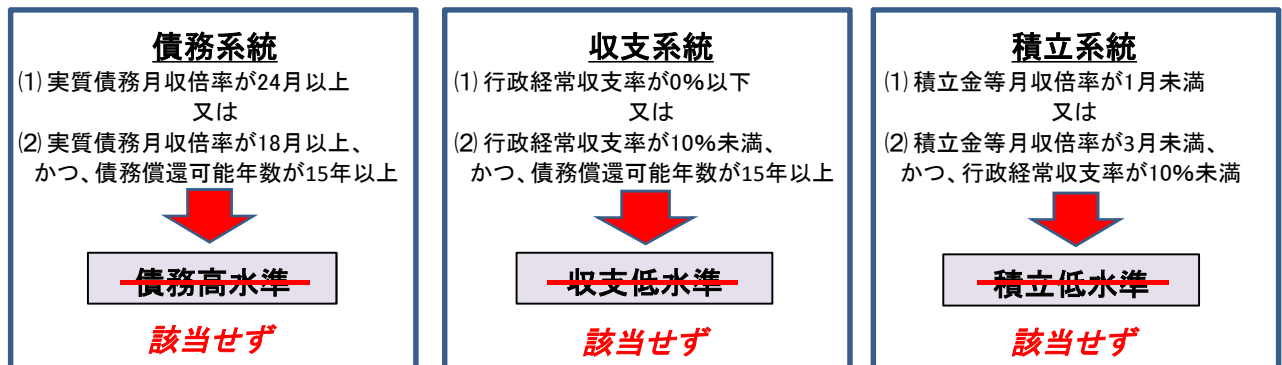 債務系統
⑴ 実質債務月収倍率が24月以上
又は
⑵ 実質債務月収倍率が18月以上、
かつ、債務償還可能年数が15年以上
債務高水準
該当せず
収支系統
⑴ 行政経常収支率が0%以下
又は
⑵ 行政経常収支率が10%未満、
かつ、債務償還可能年数が15年以上
収支低水準
該当せず
積立系統
⑴ 積立金等月収倍率が1月未満
又は
⑵ 積立金等月収倍率が3月未満、
かつ、行政経常収支率が10%未満
積立低水準
該当せず